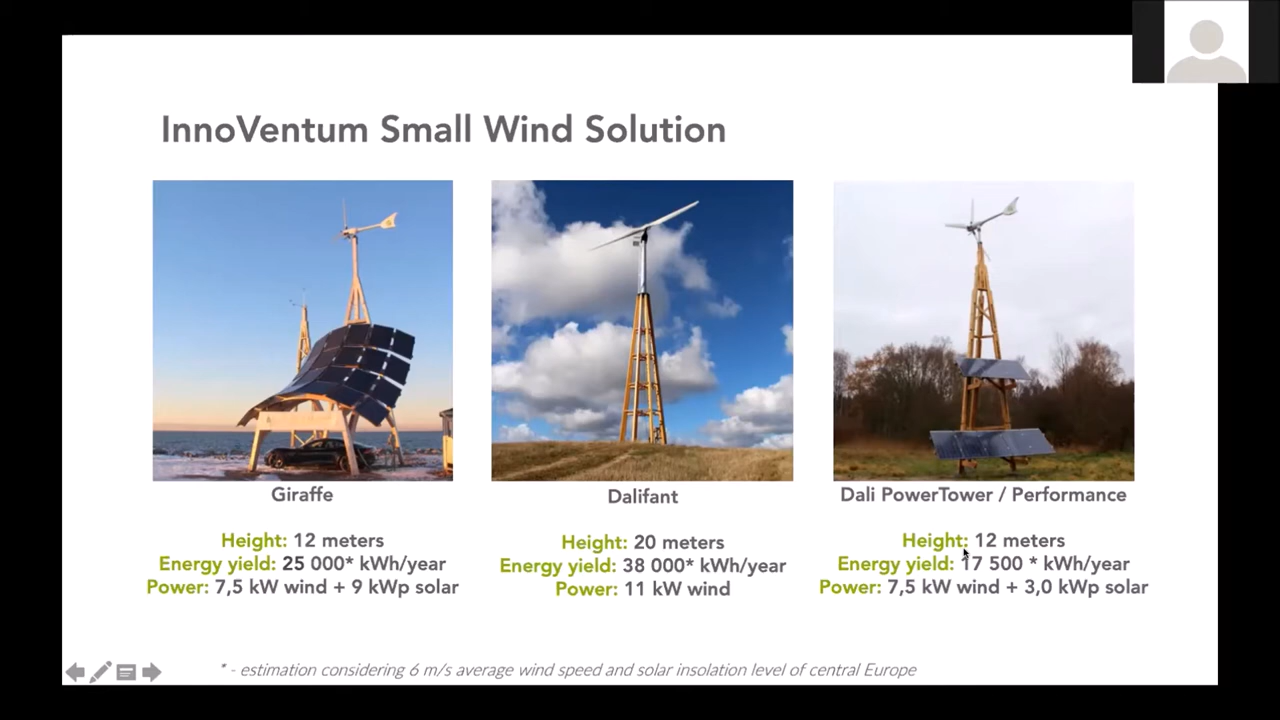 InnoVentum Small Wind Solution
Giraffe
Height: 12 meters
Energy yield: 25 000* kWh/year
Power: 7,5 kW wind + 9 kWp solar
Dalifant
Height: 20 meters
Energy yield: 38 000* kWh/year
Power: 11 kW wind
Dali PowerTower / Performance
Height: 12 meters
Energy yield: 17 500 * kWh/year
Power: 7,5 kW wind + 3,0 kWp solar
* - estimation considering 6 m/s average wind speed and solar insolation level of central Europe